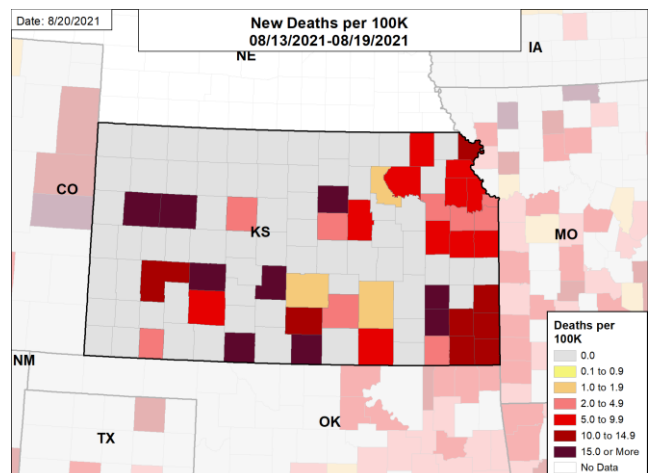 Date: 8/20/2021
New Deaths per 100K
08/13/2021-08/19/2021
NE
IA
CO
KS
MO
NM
OK
TX
Deaths per
100K
0.0
0.1 to 0.9
1.0 to 1.9
2.0 to 4.9
5.0 to 9.9
10.0 to 14.9
15.0 or More
No Data